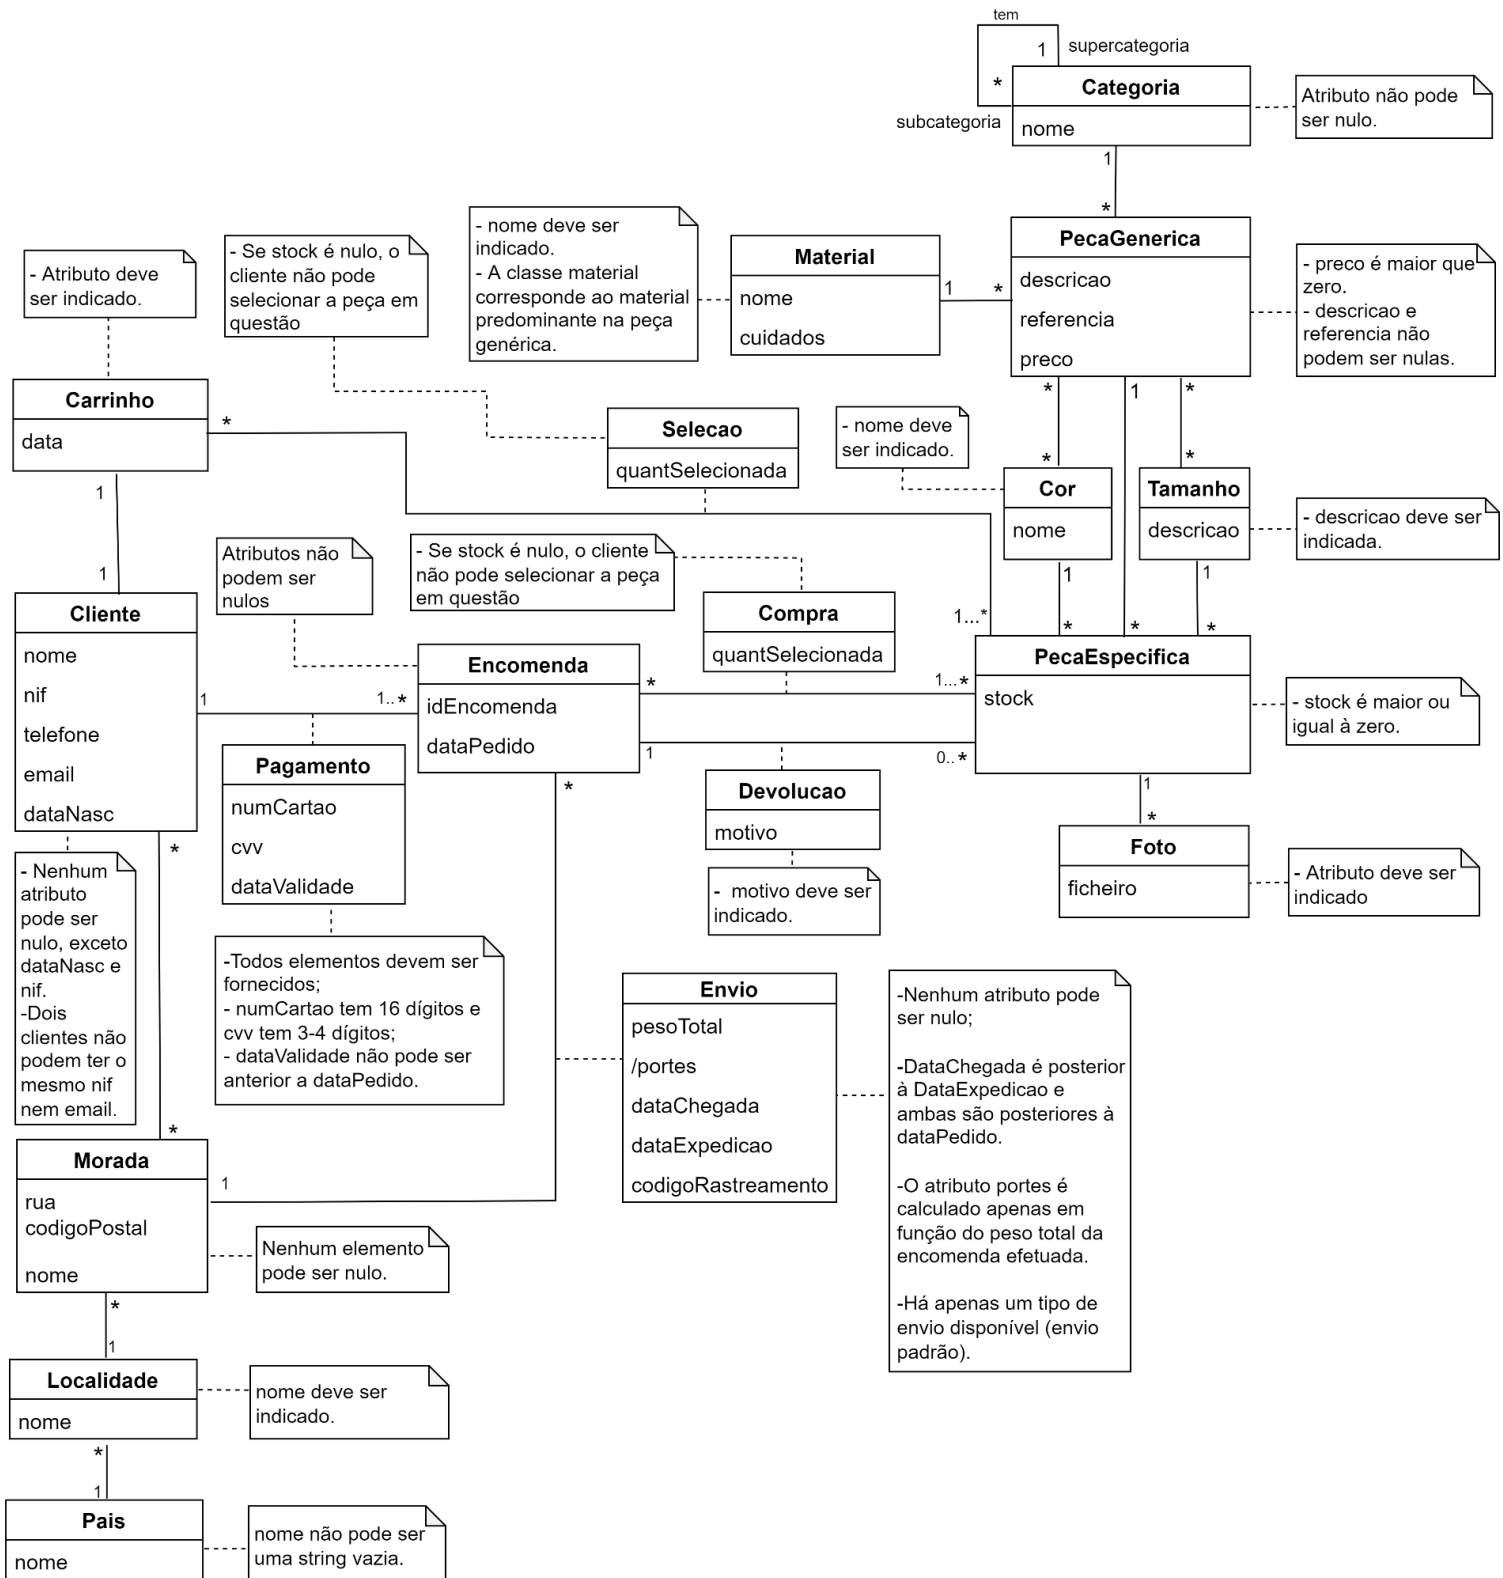 tem
1
supercategoria
*
subcategoria
Categoria
nome
Atributo não pode
ser nulo.
1
*
PecaGenerica
descricao
referência
preco
- preco é maior que
zero.
- descricao e
referencia não
podem ser nulas.
- nome deve ser
indicado.
- A classe material
corresponde ao material
predominante na peça
genérica.
Material
nome
cuidados
1
*
- Se stock é nulo, o
cliente não pode
selecionar a peça em
questão
- Atributo deve
ser indicado.
Carrinho
data
*
Selecao
quantSelecionada
- nome deve
ser indicado.
*
1
*
*
*
Cor
nome
Tamanho
descricao
- descricao deve ser
indicada.
1
1
1
1
Atributos não
podem ser
nulos
- Se stock é nulo, o cliente
não pode selecionar a peça
em questão
Compra
quantSelecionada
1...*
*
*
*
Cliente
nome
nif
telefone
email
dataNasc
1
1..*
Encomenda
idEncomenda
dataPedido
*
1...*
1
0..*
PecaEspecifica
stock
- stock é maior ou
igual à zero.
Pagamento
numCartao
cvv
dataValidade
*
Devolucao
motivo
- motivo deve ser
indicado.
1
*
Foto
ficheiro
- Atributo deve ser
indicado
*
- Nenhum
atributo
pode ser
nulo, exceto
dataNasc e
nif.
-Dois
clientes não
podem ter o
mesmo nif
nem email.
-Todos elementos devem ser
fornecidos;
- numCartao tem 16 dígitos e
cvv tem 3-4 dígitos;
- dataValidade não pode ser
anterior a dataPedido.
Envio
pesoTotal
/portes
dataChegada
dataExpedicao
codigoRastreamento
-Nenhum atributo pode
ser nulo;
-DataChegada é posterior
à DataExpedicao e
ambas são posteriores à
dataPedido.
-O atributo portes é
calculado apenas em
função do peso total da
encomenda efetuada.
-Há apenas um tipo de
envio disponível (envio
padrão).
*
Morada
rua
codigoPostal
nome
1
Nenhum elemento
pode ser nulo.
*
1
Localidade
nome
nome deve ser
indicado.
*
1
Pais
nome
nome não pode ser
uma string vazia.